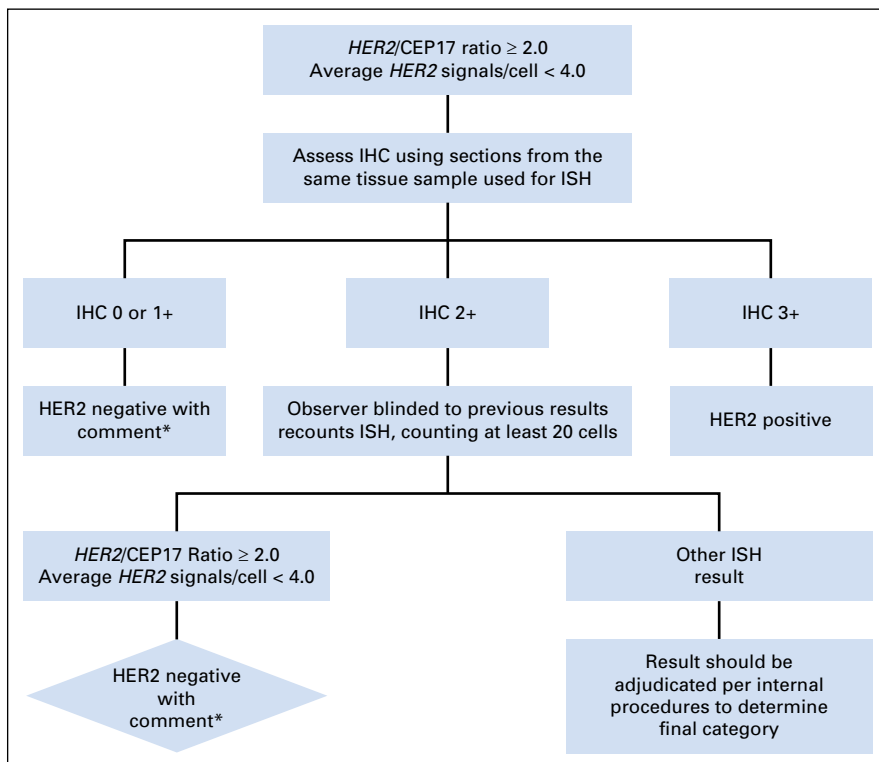 HER2/CEP17 ratio ≥ 2.0
Average HER2 signals/cell < 4.0
Assess IHC using sections from the
same tissue sample used for ISH
IHC 0 or 1+
IHC 2+
IHC 3+
HER2 negative with
comment*
Observer blinded to previous results
recounts ISH, counting at least 20 cells
HER2 positive
HER2/CEP17 Ratio ≥ 2.0
Average HER2 signals/cell < 4.0
Other ISH
result
HER2 negative
with
comment*
Result should be
adjudicated per internal
procedures to determine
final category